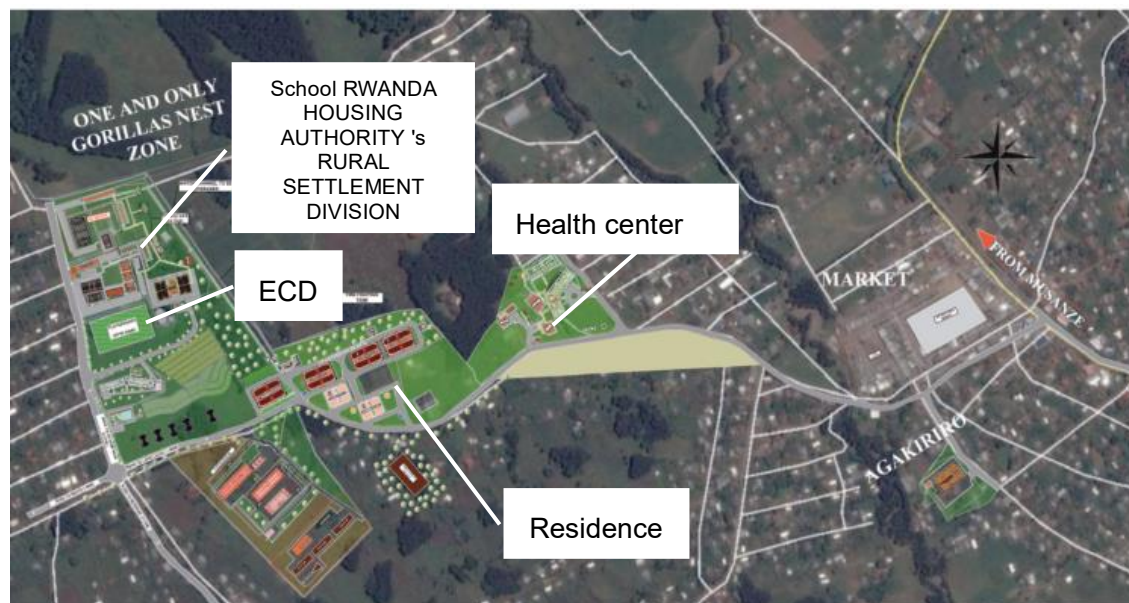 ONE AND ONLY
GORILLAS NEST
ZONE
School RWANDA
HOUSING
AUTHORITY 's
RURAL
SETTLEMENT
DIVISION
Health center
ECD
MARKET
FROM MUSANZE
AGAKIRIRO
Residence